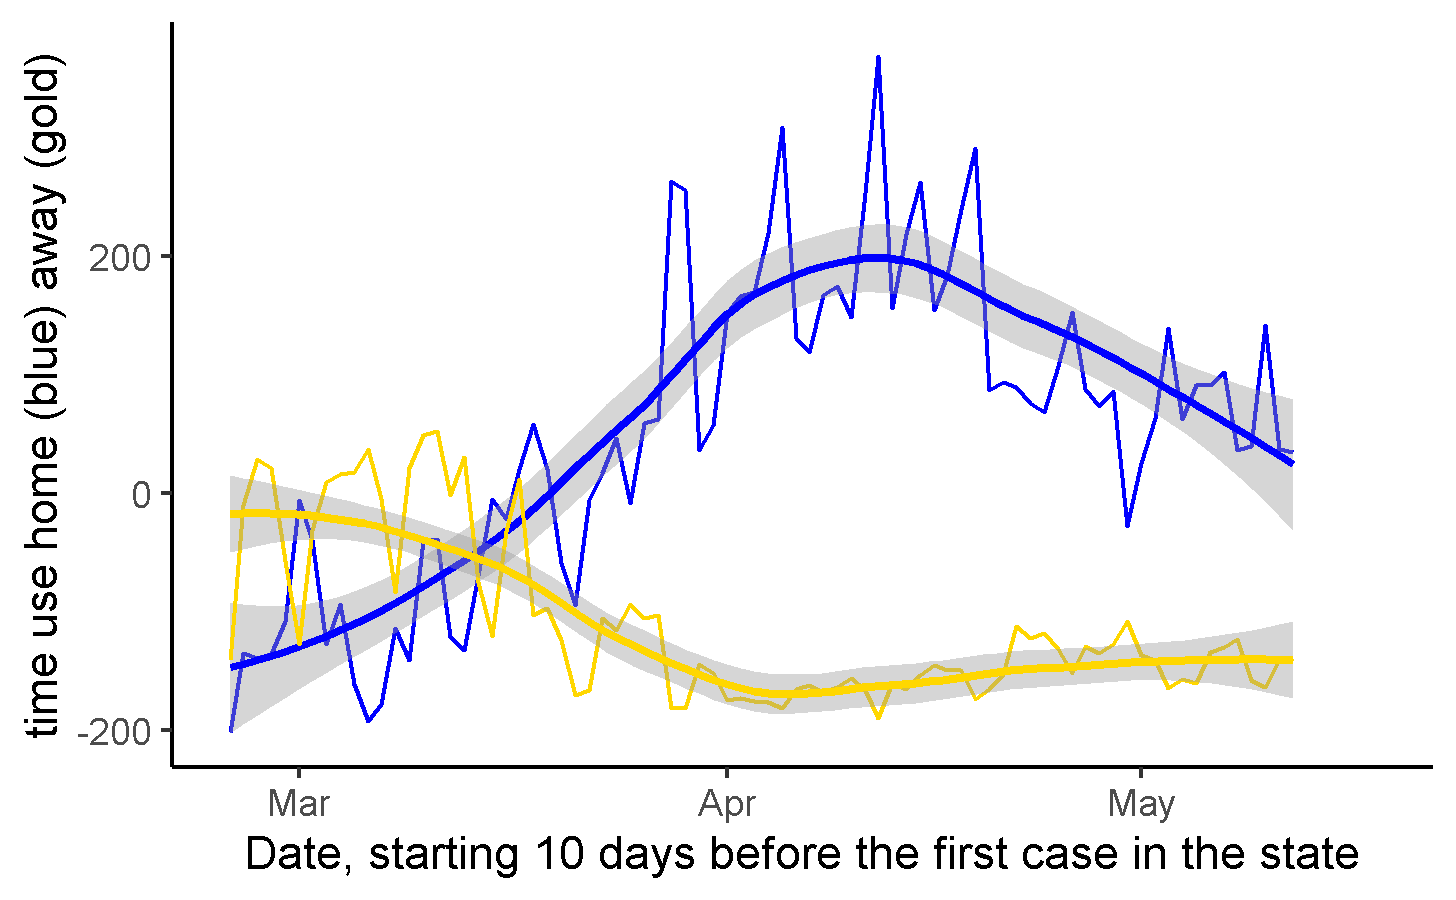 time use home (blue) away (gold)
200
0
-200
Mar
Apr
May
Date, starting 10 days before the first case in the state